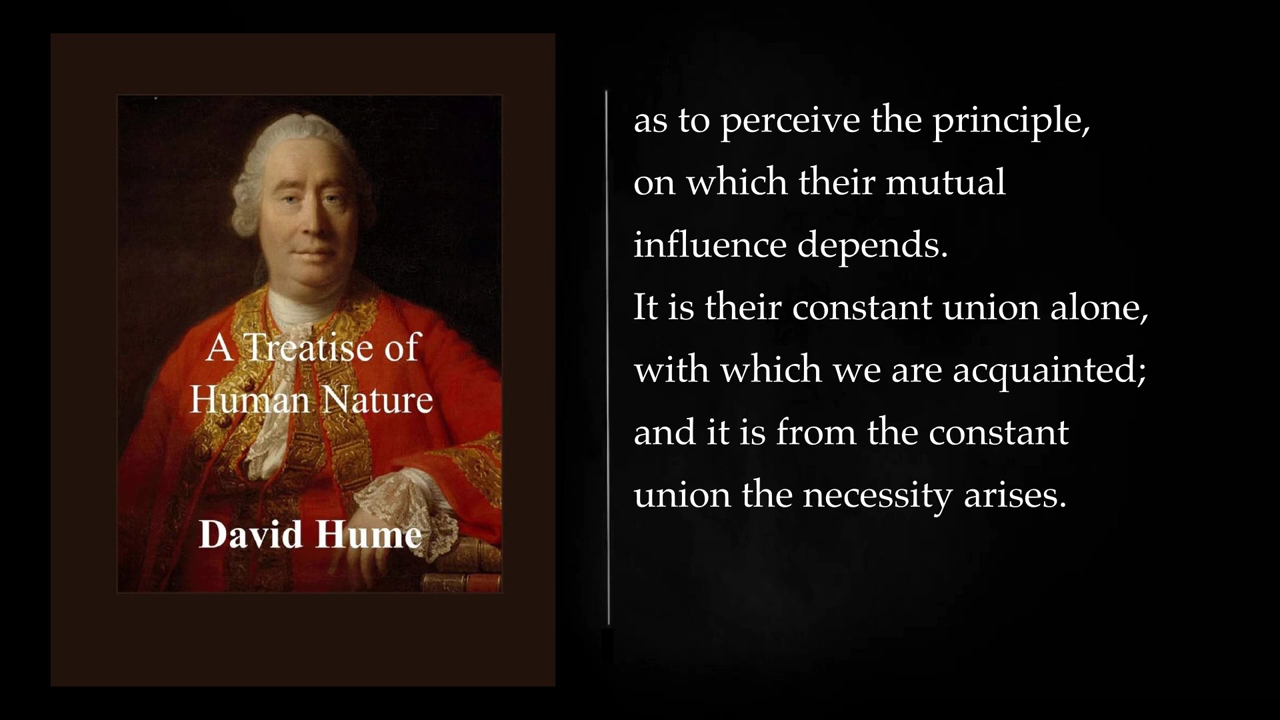 A Treatise of
Human Nature
David Hume
as to perceive the principle,
on which their mutual
influence depends.
It is their constant union alone,
with which we are acquainted;
and it is from the constant
union the necessity arises.